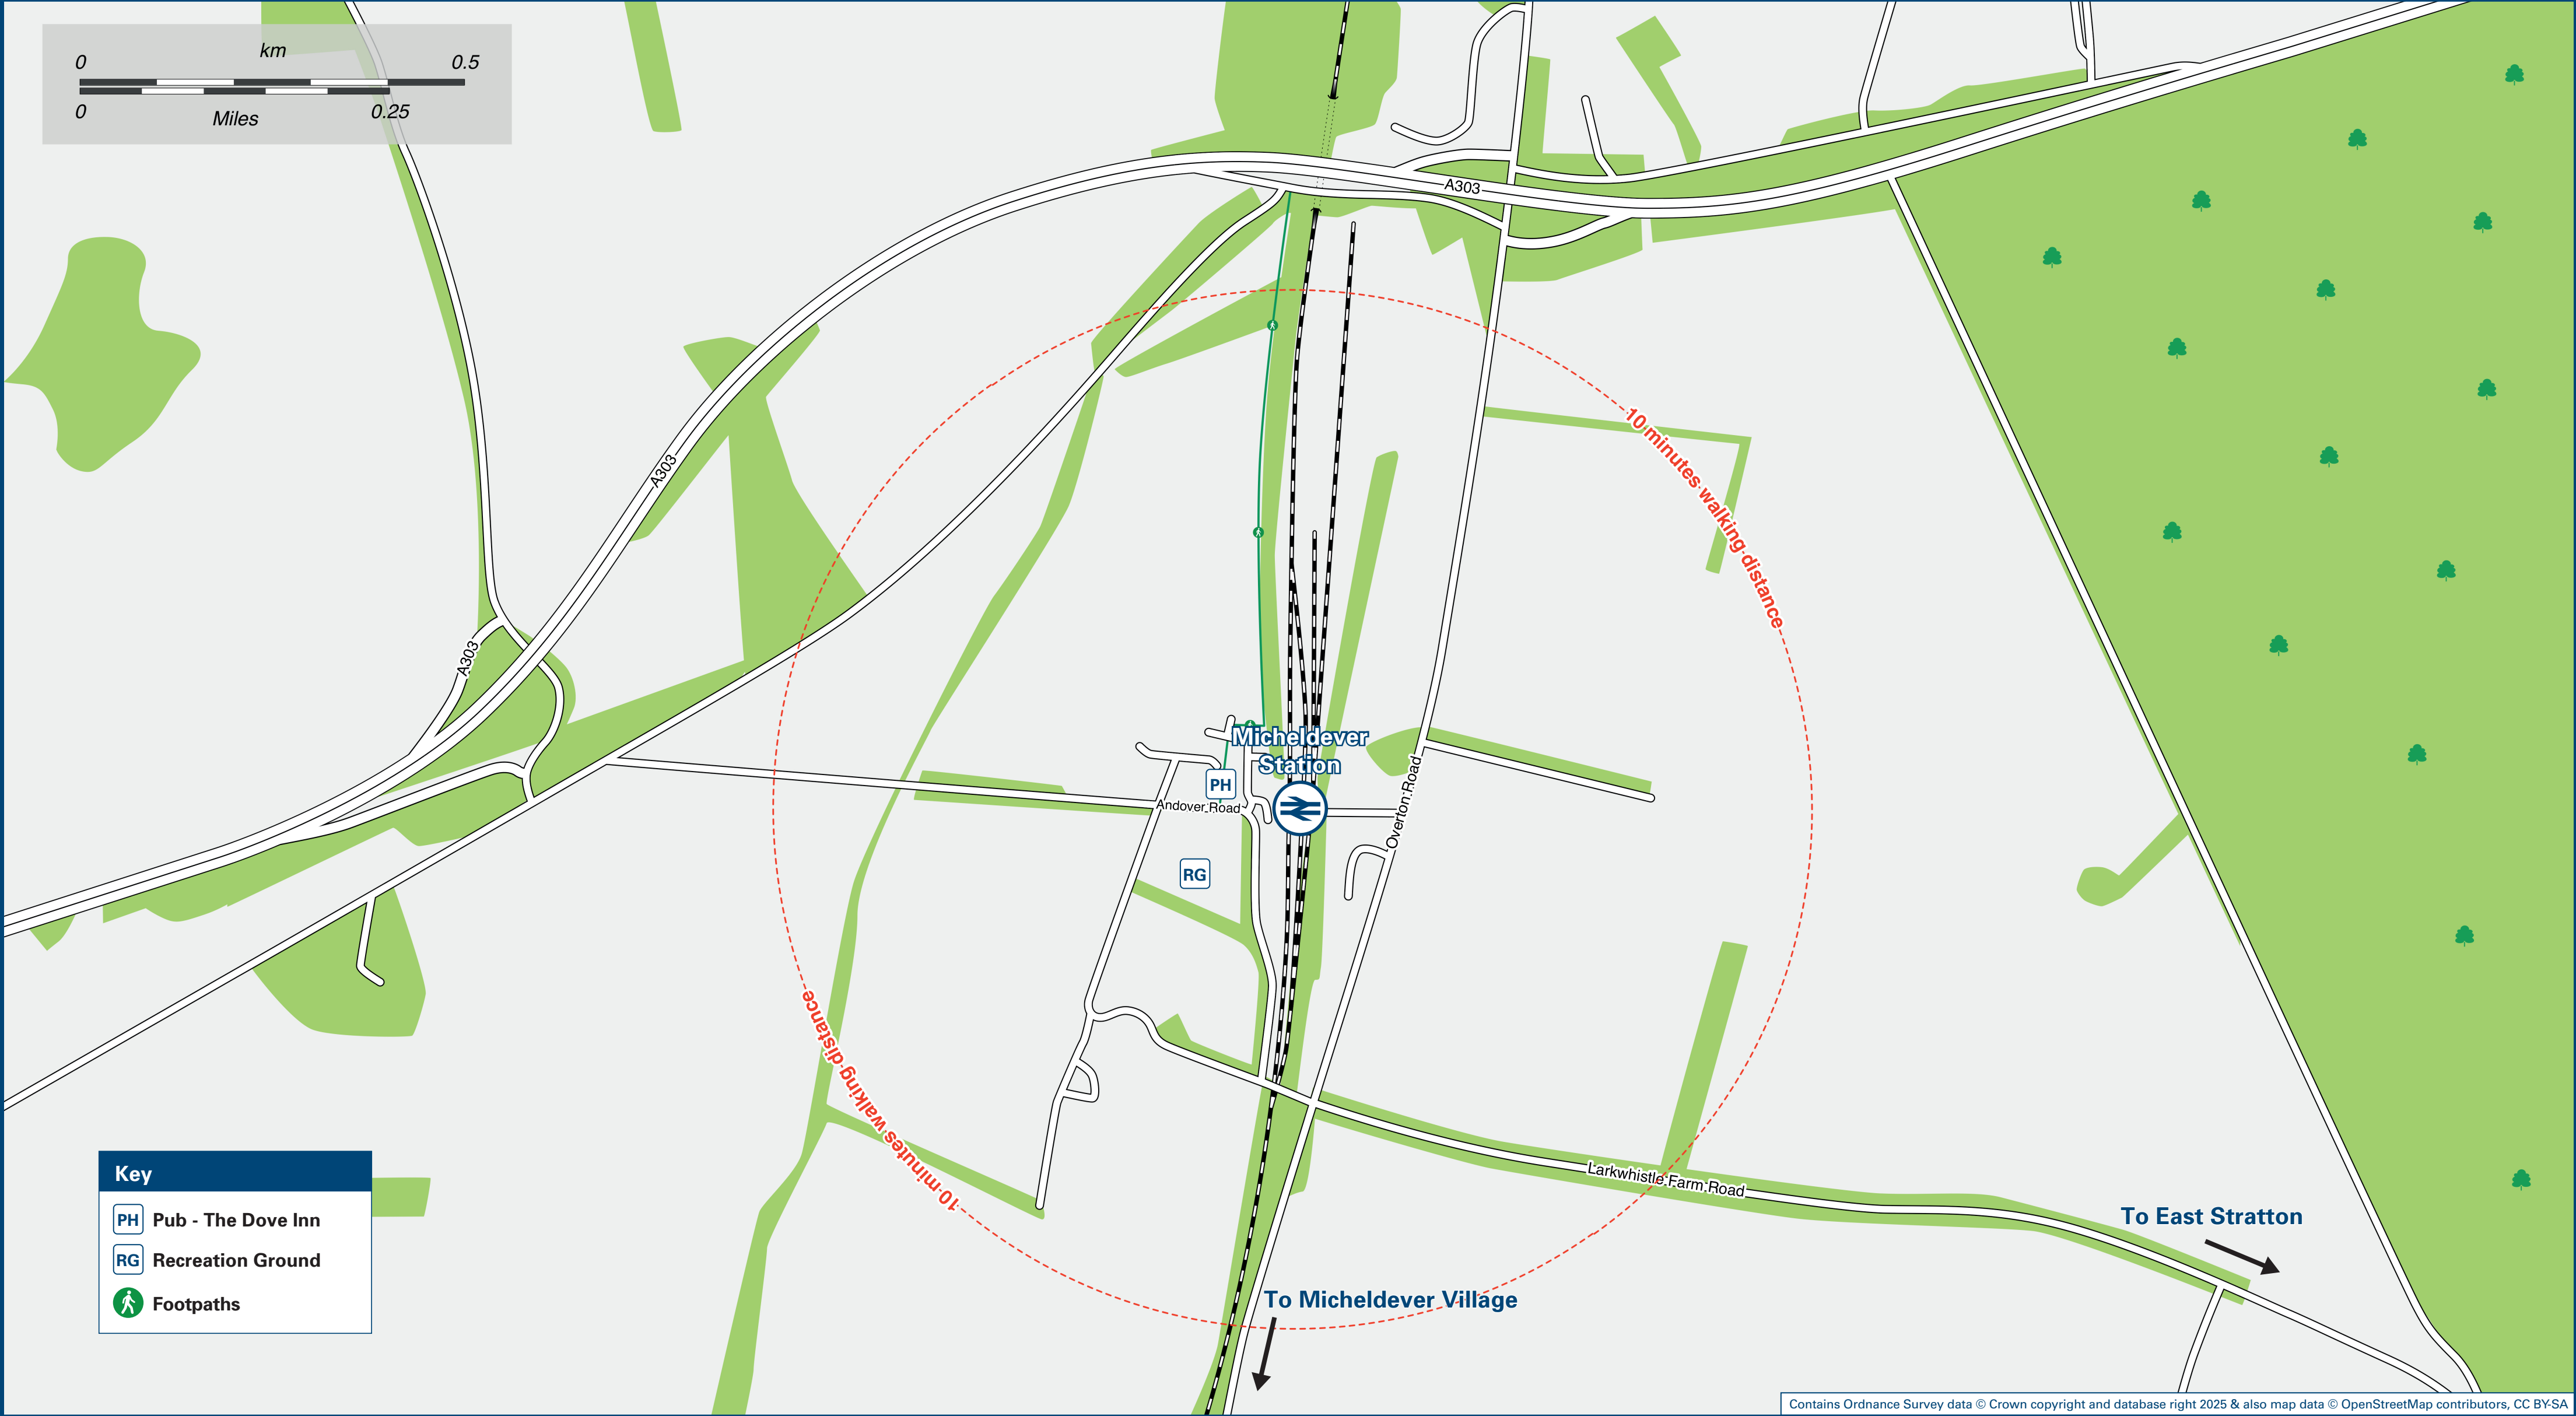 km
0 0.5
0 0.25
Miles
A303
A303
10 minutes walking distance
A303
Micheldever
Station
PH
Andover Road
Overton Road
RG
10 minutes walking distance
Larkwhistle Farm Road
Key
PH Pub - The Dove Inn
RG Recreation Ground
Footpaths
To East Stratton
To Micheldever Village
Contains Ordnance Survey data © Crown copyright and database right 2025 & also map data © OpenStreetMap contributors, CC BY-SA